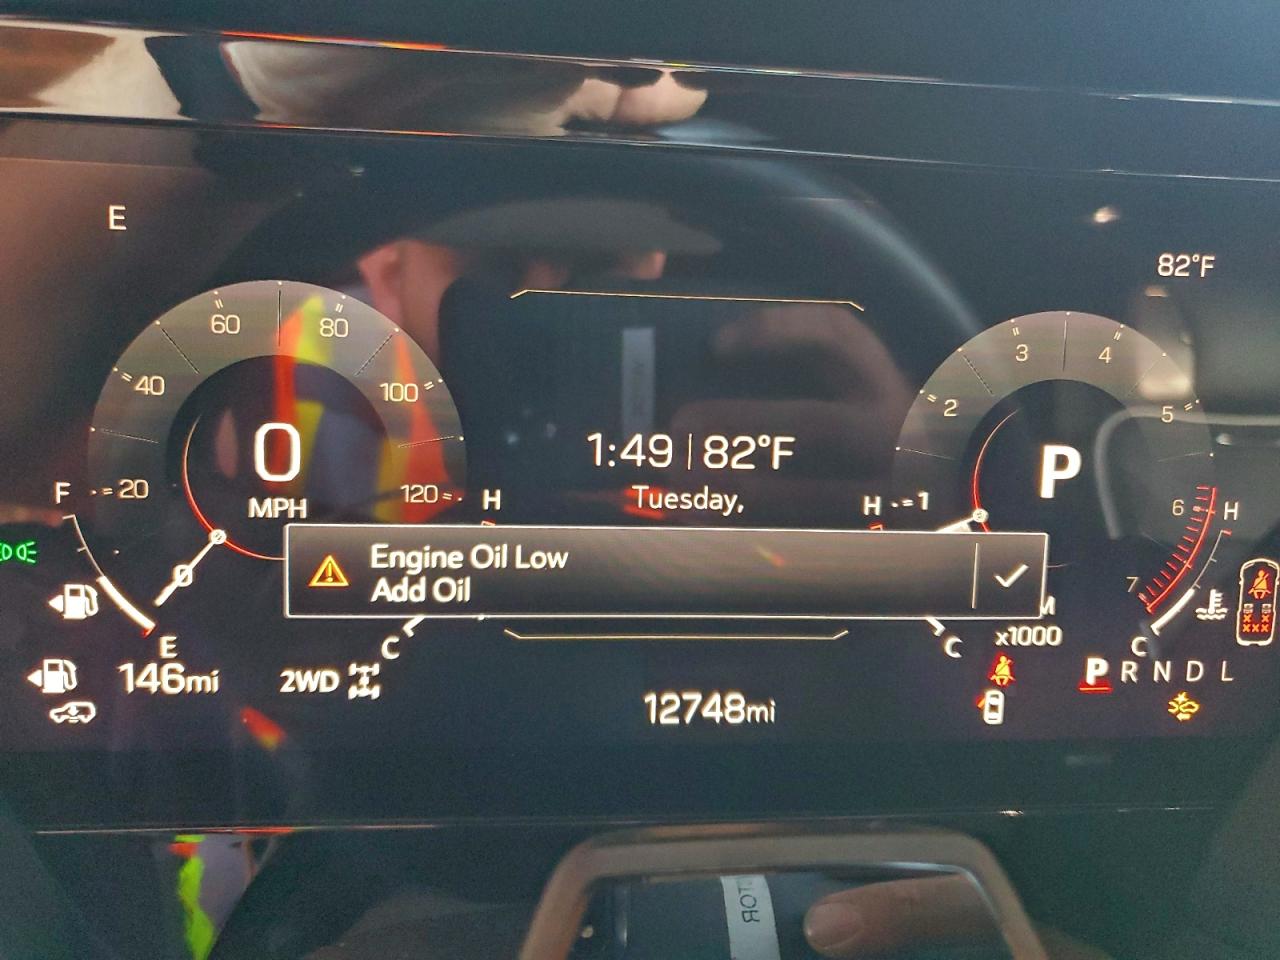 E
82°F
60
80
3
4
40
100
2
5
1:49 | 82°F
0
P
F
20
MPH
120
H
Tuesday,
H
1
6
H
Engine Oil Low
Add Oil
0
7
E
C
C
x1000
C
146mi
2WD
P R N D L
12748mi